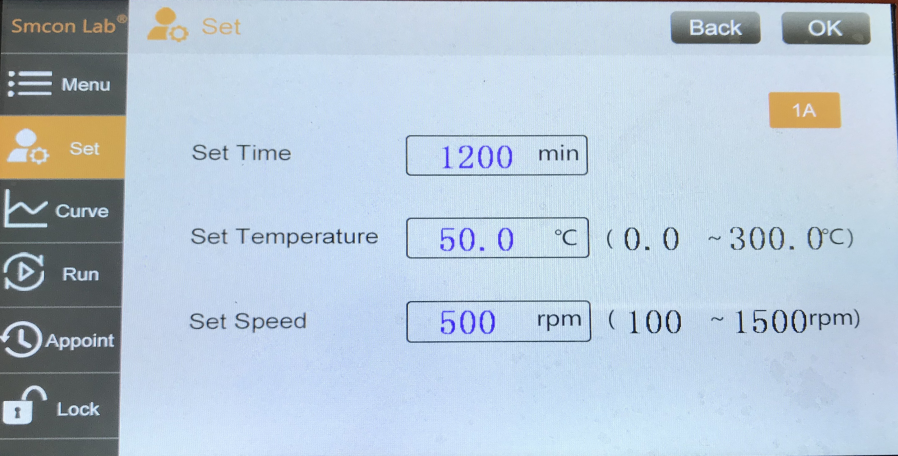 Smcon Lab®
Set
Back
OK
Menu
1A
Set
Set Time
1200 min
Curve
Set Temperature
50.0 ℃ (0.0 ~300.0℃)
Run
Set Speed
500 rpm (100 ~1500rpm)
Appoint
Lock